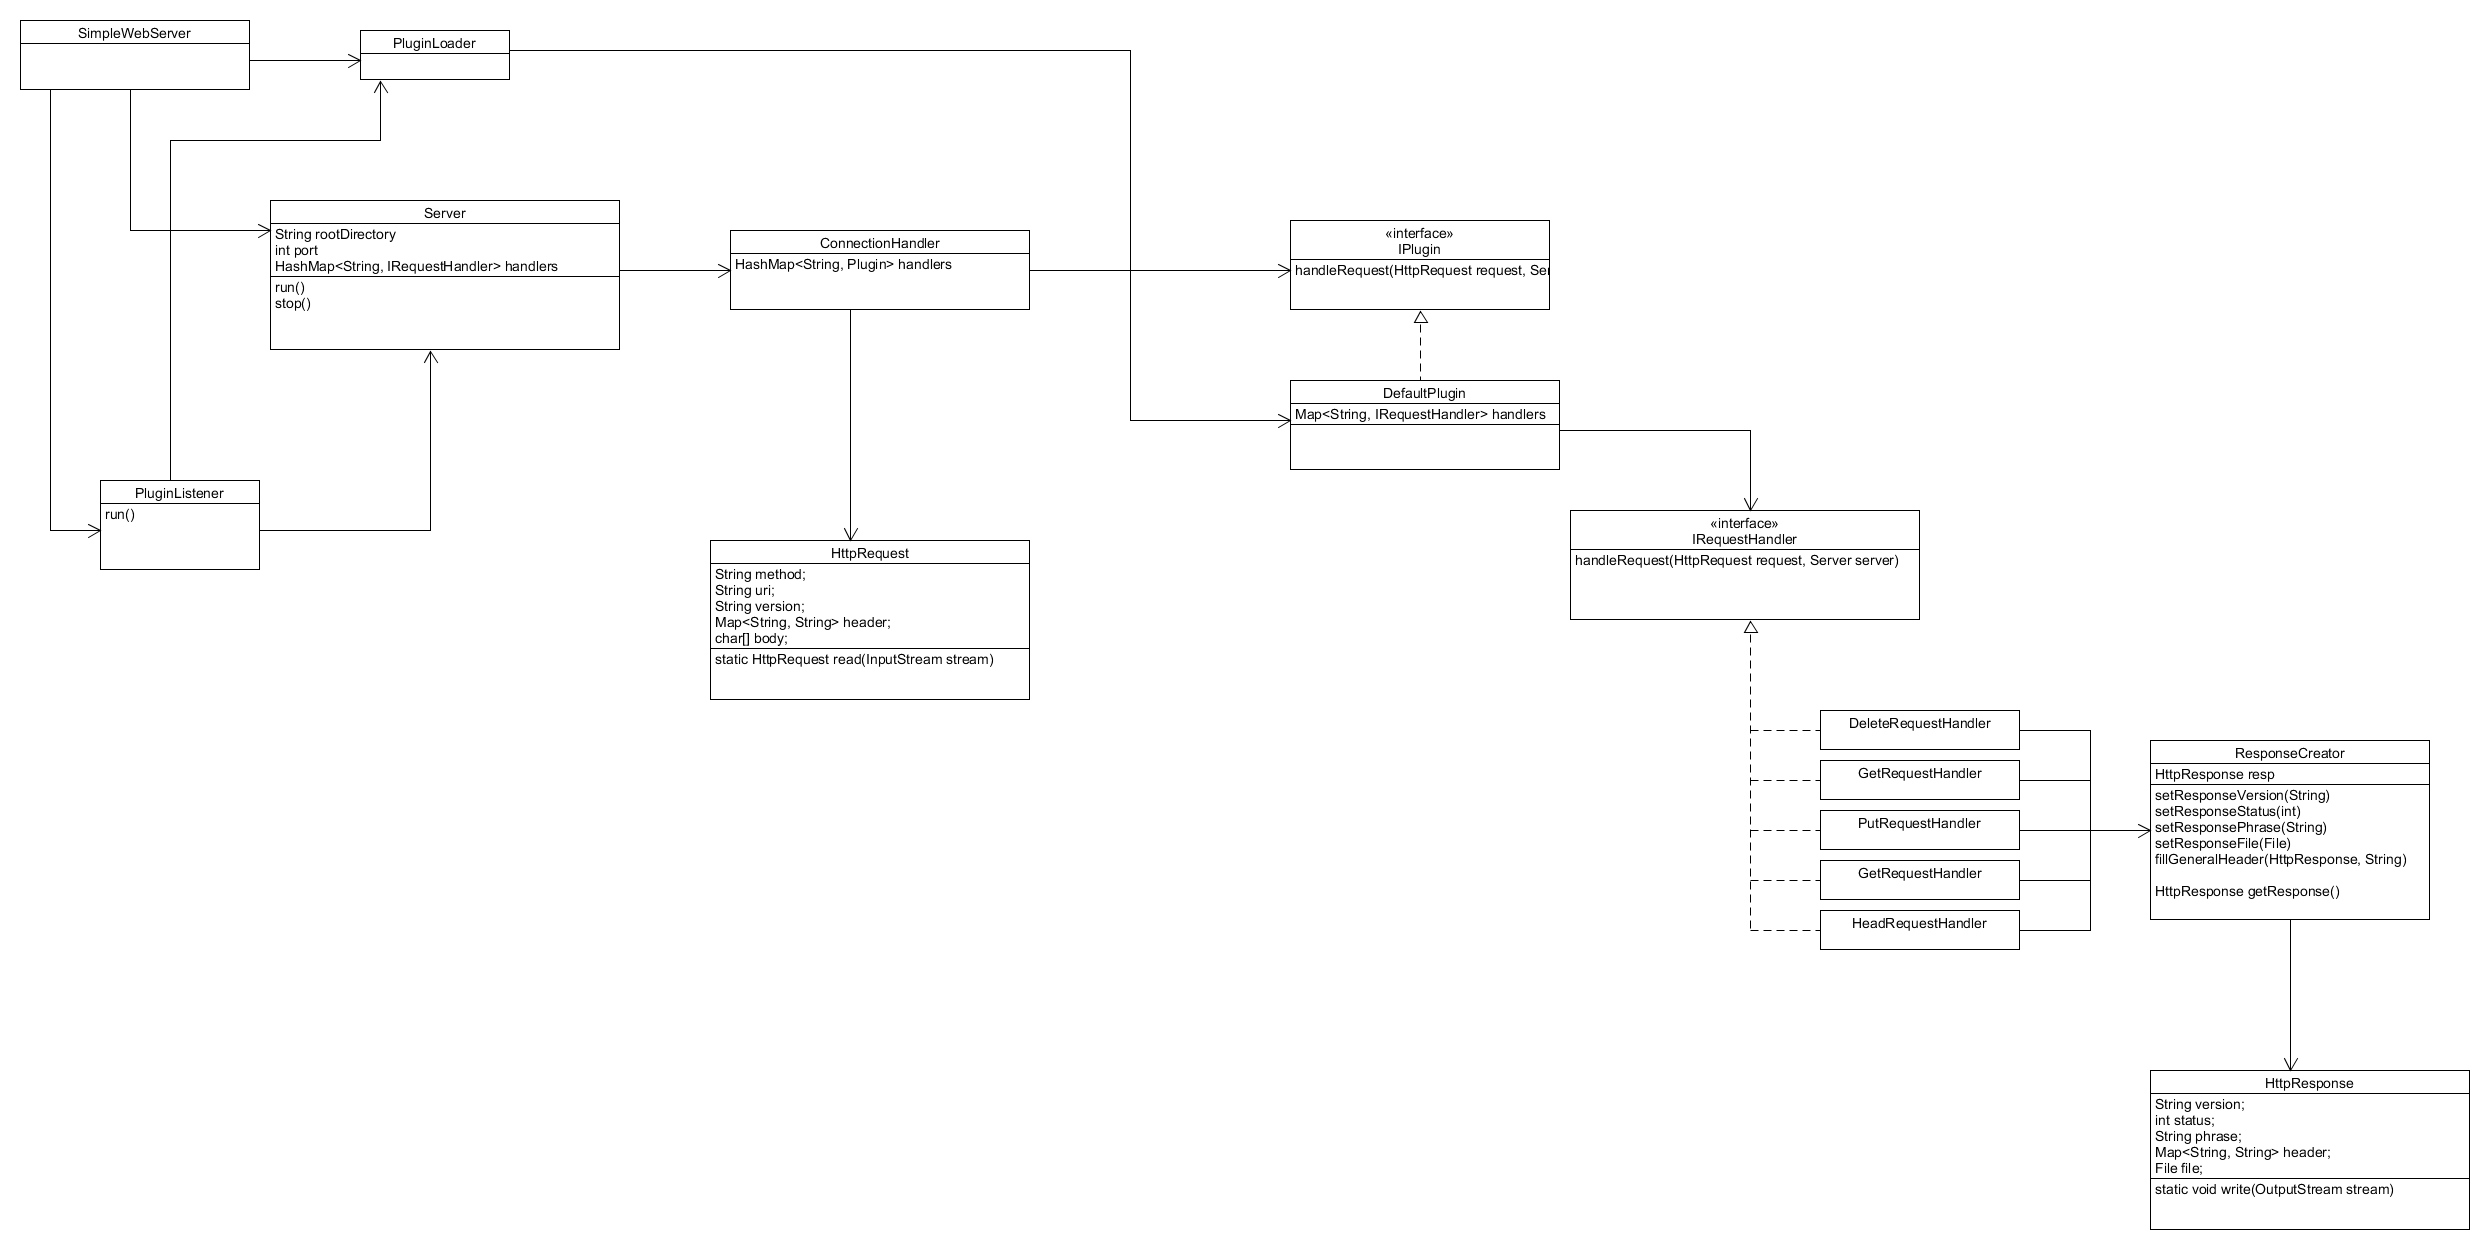 SimpleWebServer
PluginLoader
Server
String rootDirectory
int port
HashMap<String, IRequestHandler> handlers
run()
stop()
ConnectionHandler
HashMap<String, Plugin> handlers
«interface»
IPlugin
handleRequest(HttpRequest request, Ser
DefaultPlugin
Map<String, IRequestHandler> handlers
PluginListener
run()
HttpRequest
String method;
String uri;
String version;
Map<String, String> header;
char[] body;
static HttpRequest read(InputStream stream)
«interface»
IRequestHandler
handleRequest(HttpRequest request, Server server)
DeleteRequestHandler
GetRequestHandler
PutRequestHandler
GetRequestHandler
HeadRequestHandler
ResponseCreator
HttpResponse resp
setResponseVersion(String)
setResponseStatus(int)
setResponsePhrase(String)
setResponseFile(File)
fillGeneralHeader(HttpResponse, String)
HttpResponse getResponse()
HttpResponse
String version;
int status;
String phrase;
Map<String, String> header;
File file;
static void write(OutputStream stream)